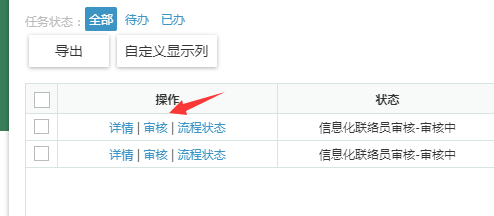 任务状态： 全部 待办 已办
导出 自定义显示列
操作 状态
详情 | 审核 | 流程状态 信息化联络员审核-审核中
详情 | 审核 | 流程状态 信息化联络员审核-审核中